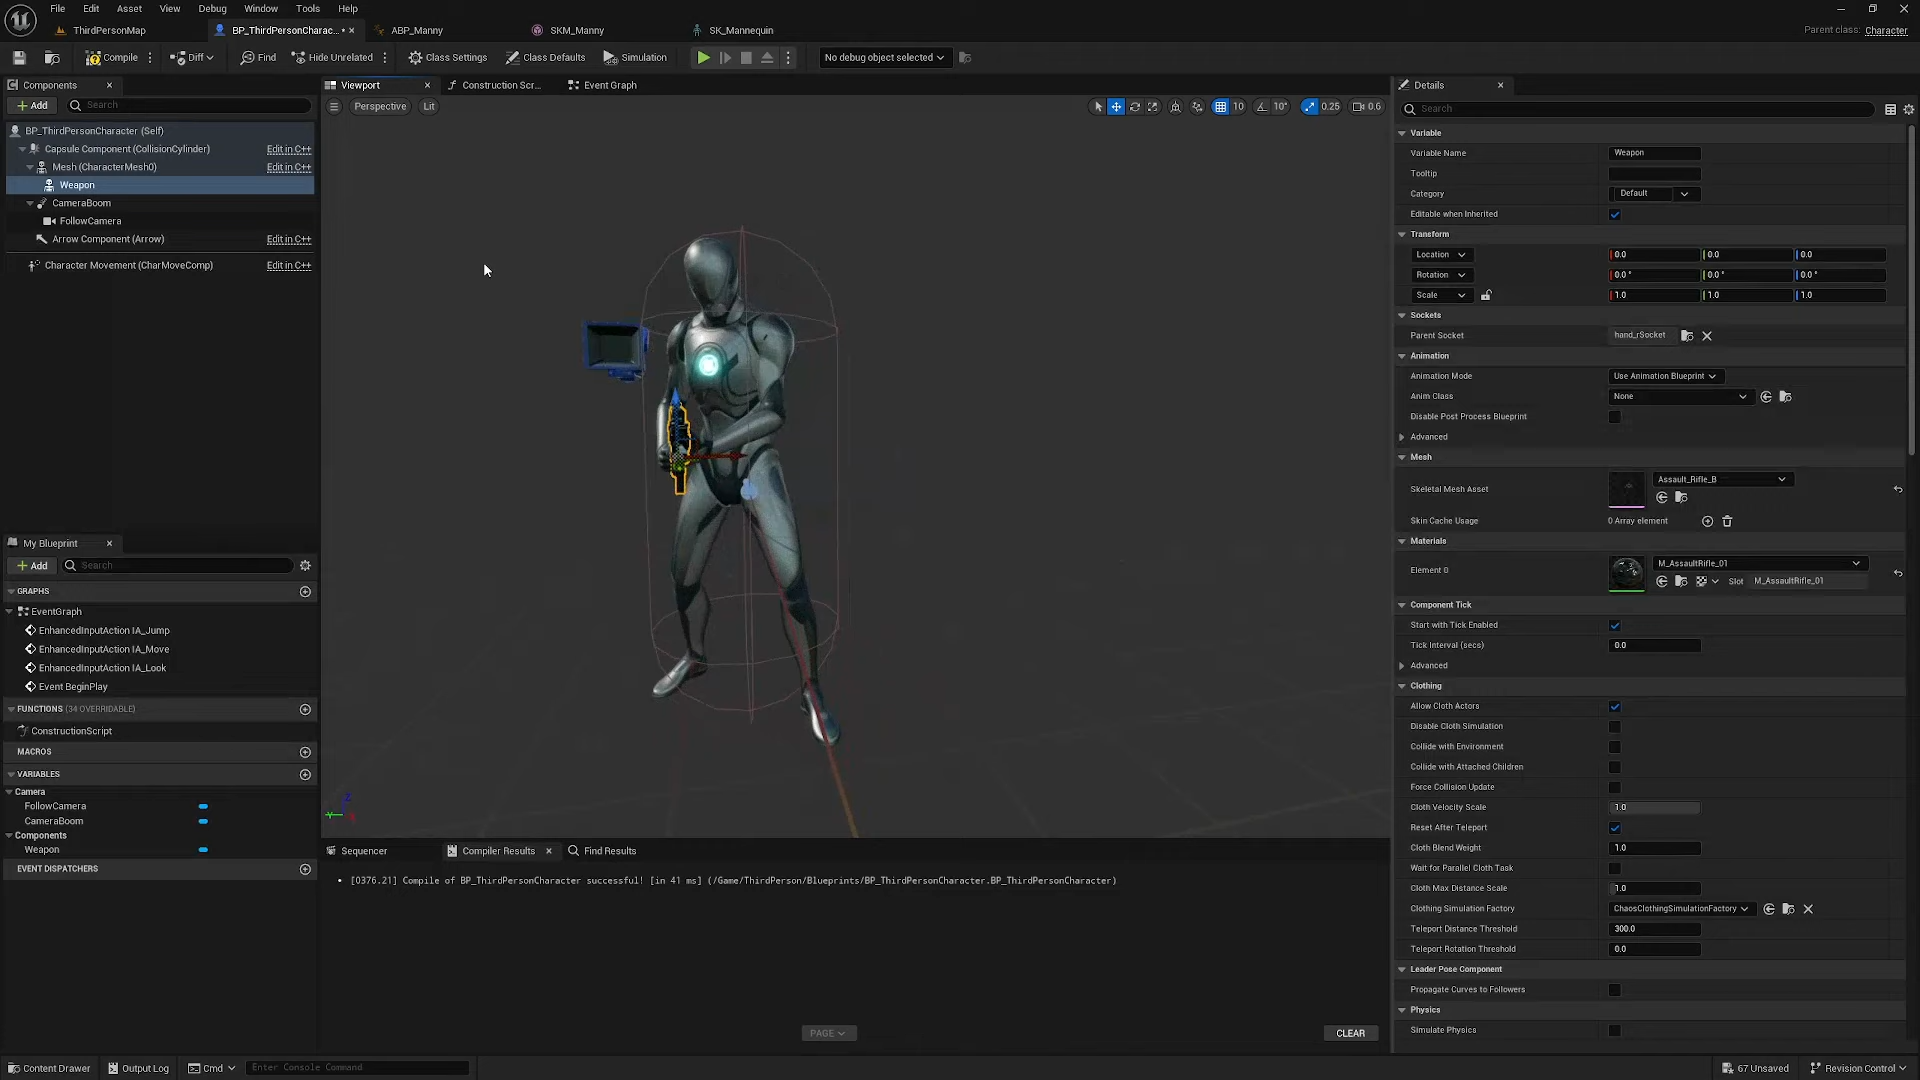 File Edit Asset View Debug Window Tools Help
ThirdPersonMap
BP_ThirdPersonCharac...•
ABP_Manny
SKM_Manny
SK_Mannequin
Parent class: Character
Compile
Diff
Find
Hide Unrelated
Class Settings
Class Defaults
Simulation
No debug object selected
Components
Add
Search
BP_ThirdPersonCharacter (Self)
Capsule Component (CollisionCylinder) Edit in C++
Mesh (CharacterMesh0) Edit in C++
Weapon
CameraBoom
FollowCamera
Arrow Component (Arrow) Edit in C++
Character Movement (CharMoveComp) Edit in C++
My Blueprint
Add
Search
GRAPHS
EventGraph
EnhancedInputAction IA_Jump
EnhancedInputAction IA_Move
EnhancedInputAction IA_Look
Event BeginPlay
FUNCTIONS (34 OVERRIDABLE)
ConstructionScript
MACROS
VARIABLES
Camera
FollowCamera
CameraBoom
Components
Weapon
EVENT DISPATCHERS
Viewport
Construction Scr...
Event Graph
Perspective
Lit
10
10°
0.25
0.6
Z
Sequencer
Compiler Results
Find Results
• [0376.21] Compile of BP_ThirdPersonCharacter successful! [in 41 ms] (/Game/ThirdPerson/Blueprints/BP_ThirdPersonCharacter.BP_ThirdPersonCharacter)
PAGE
CLEAR
Details
Search
Variable
Variable Name Weapon
Tooltip
Category Default
Editable when Inherited
Transform
Location 0.0 0.0 0.0
Rotation 0.0° 0.0° 0.0°
Scale 1.0 1.0 1.0
Sockets
Parent Socket hand_rSocket
Animation
Animation Mode Use Animation Blueprint
Anim Class None
Disable Post Process Blueprint
Advanced
Mesh
Skeletal Mesh Asset Assault_Rifle_B
Skin Cache Usage 0 Array element
Materials
Element 0 M_AssaultRifle_01
Slot M_AssaultRifle_01
Component Tick
Start with Tick Enabled
Tick Interval (secs) 0.0
Advanced
Clothing
Allow Cloth Actors
Disable Cloth Simulation
Collide with Environment
Collide with Attached Children
Force Collision Update
Cloth Velocity Scale 1.0
Reset After Teleport
Cloth Blend Weight 1.0
Wait for Parallel Cloth Task
Cloth Max Distance Scale 1.0
Clothing Simulation Factory ChaosClothingSimulationFactory
Teleport Distance Threshold 300.0
Teleport Rotation Threshold 0.0
Leader Pose Component
Propagate Curves to Followers
Physics
Simulate Physics
Content Drawer
Output Log
Cmd
Enter Console Command
67 Unsaved
Revision Control